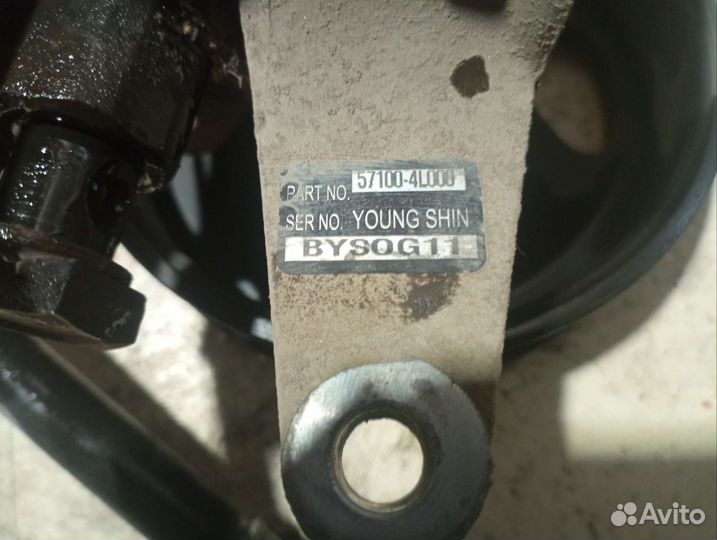 PART NO. 57100-4L000
SER NO. YOUNG SHIN
BYSOG11
Avito